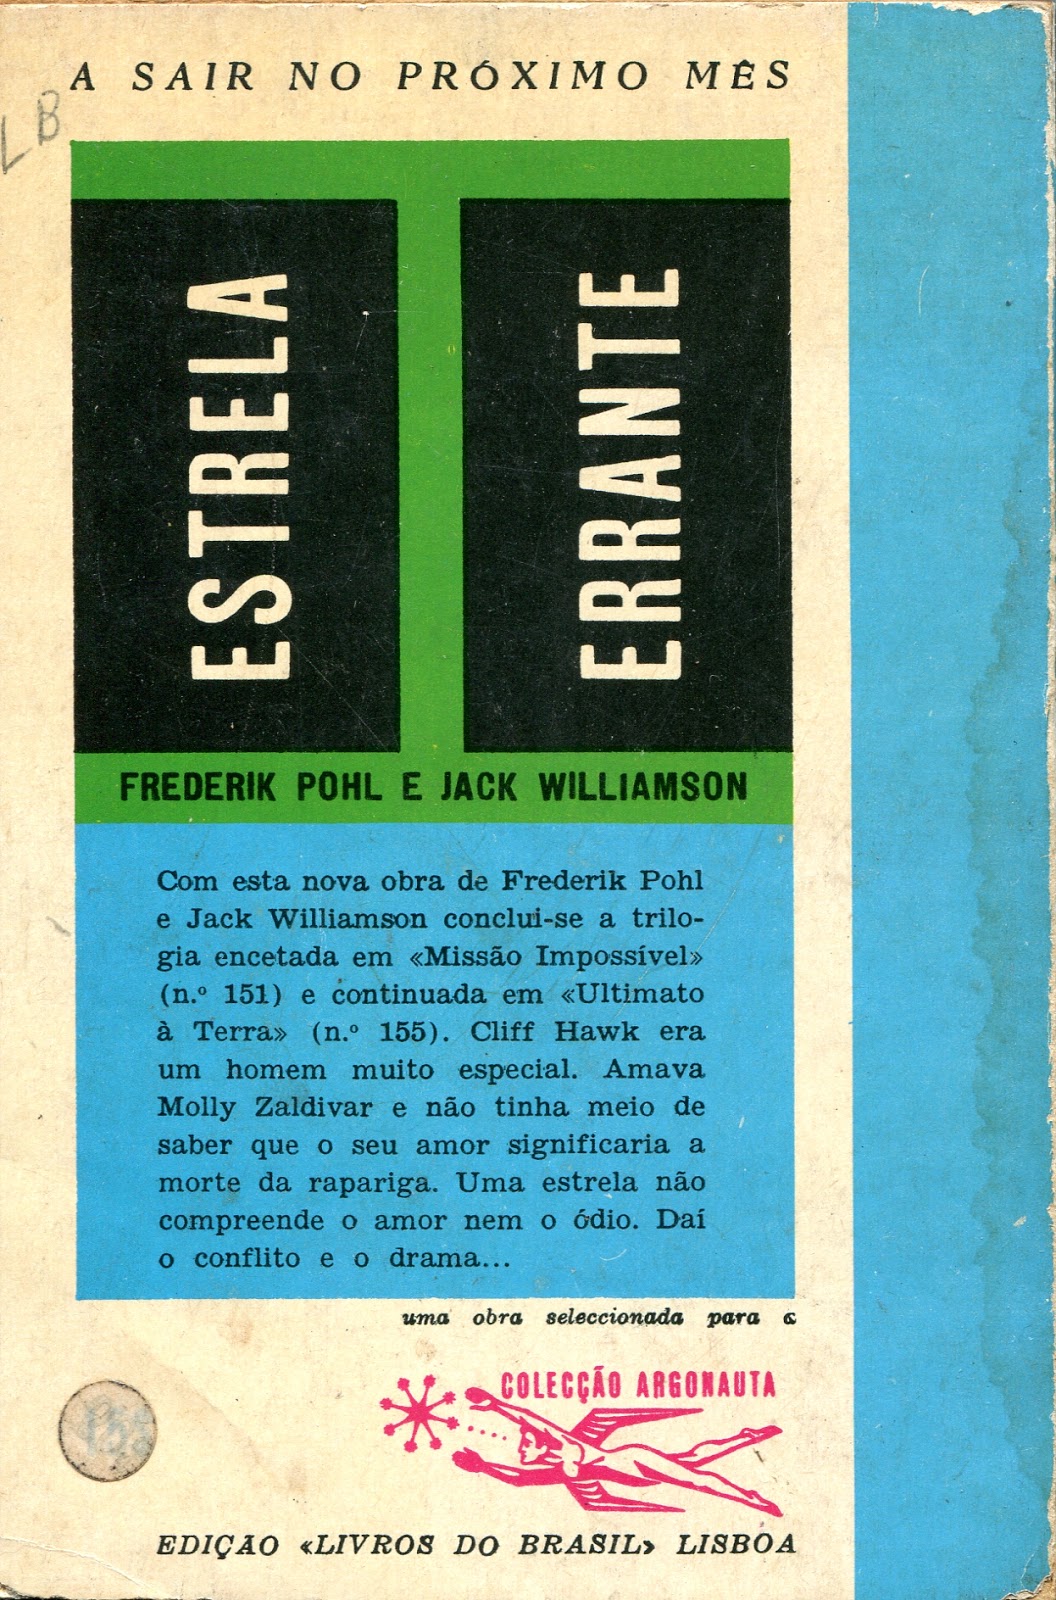 A SAIR NO PRÓXIMO MÊS
LB
ESTRELA
ERRANTE
FREDERIK POHL E JACK WILLIAMSON
Com esta nova obra de Frederik Pohl
e Jack Williamson conclui-se a trilo-
gia encetada em «Missão Impossível»
(n.º 151) e continuada em «Ultimato
à Terra» (n.º 155). Cliff Hawk era
um homem muito especial. Amava
Molly Zaldivar e não tinha meio de
saber que o seu amor significaria a
morte da rapariga. Uma estrela não
compreende o amor nem o ódio. Daí
o conflito e o drama...
uma obra seleccionada para a
COLECÇÃO ARGONAUTA
EDIÇÃO «LIVROS DO BRASIL» LISBOA